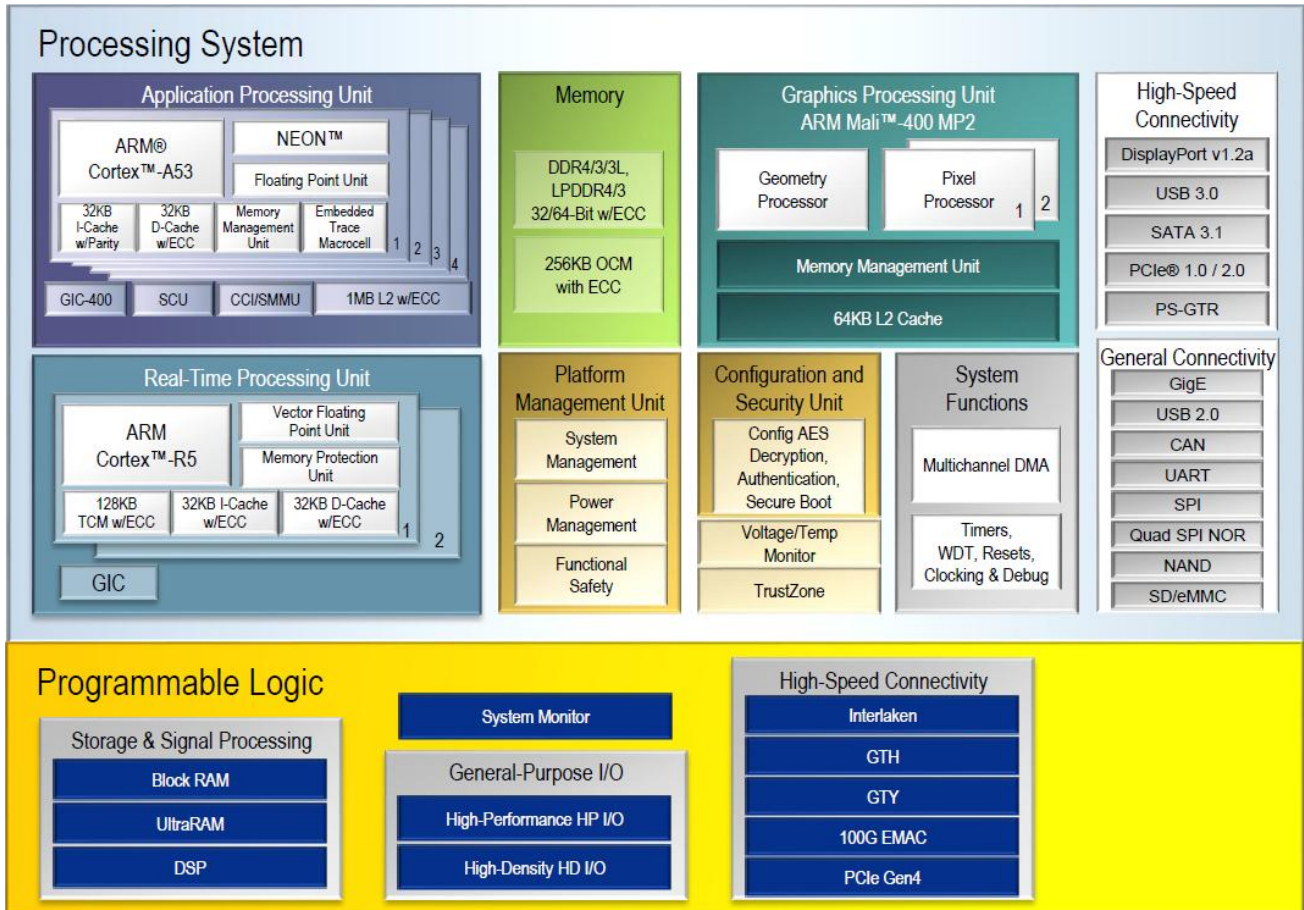 Processing System
Application Processing Unit
ARM®
Cortex™-A53
NEON™
Floating Point Unit
32KB
I-Cache
w/Parity
32KB
D-Cache
w/ECC
Memory
Management
Unit
Embedded
Trace
Macrocell
1
2
3
4
GIC-400
SCU
CCI/SMMU
1MB L2 w/ECC
Memory
DDR4/3/3L,
LPDDR4/3
32/64-Bit w/ECC
256KB OCM
with ECC
Graphics Processing Unit
ARM Mali™-400 MP2
Geometry
Processor
Pixel
Processor
1
2
Memory Management Unit
64KB L2 Cache
High-Speed
Connectivity
DisplayPort v1.2a
USB 3.0
SATA 3.1
PCIe® 1.0 / 2.0
PS-GTR
Real-Time Processing Unit
ARM
Cortex™-R5
Vector Floating
Point Unit
Memory Protection
Unit
128KB
TCM w/ECC
32KB I-Cache
w/ECC
32KB D-Cache
w/ECC
1
2
GIC
Platform
Management Unit
System
Management
Power
Management
Functional
Safety
Configuration and
Security Unit
Config AES
Decryption,
Authentication,
Secure Boot
Voltage/Temp
Monitor
TrustZone
System
Functions
Multichannel DMA
Timers,
WDT, Resets,
Clocking & Debug
General Connectivity
GigE
USB 2.0
CAN
UART
SPI
Quad SPI NOR
NAND
SD/eMMC
Programmable Logic
Storage & Signal Processing
Block RAM
UltraRAM
DSP
System Monitor
General-Purpose I/O
High-Performance HP I/O
High-Density HD I/O
High-Speed Connectivity
Interlaken
GTH
GTY
100G EMAC
PCIe Gen4